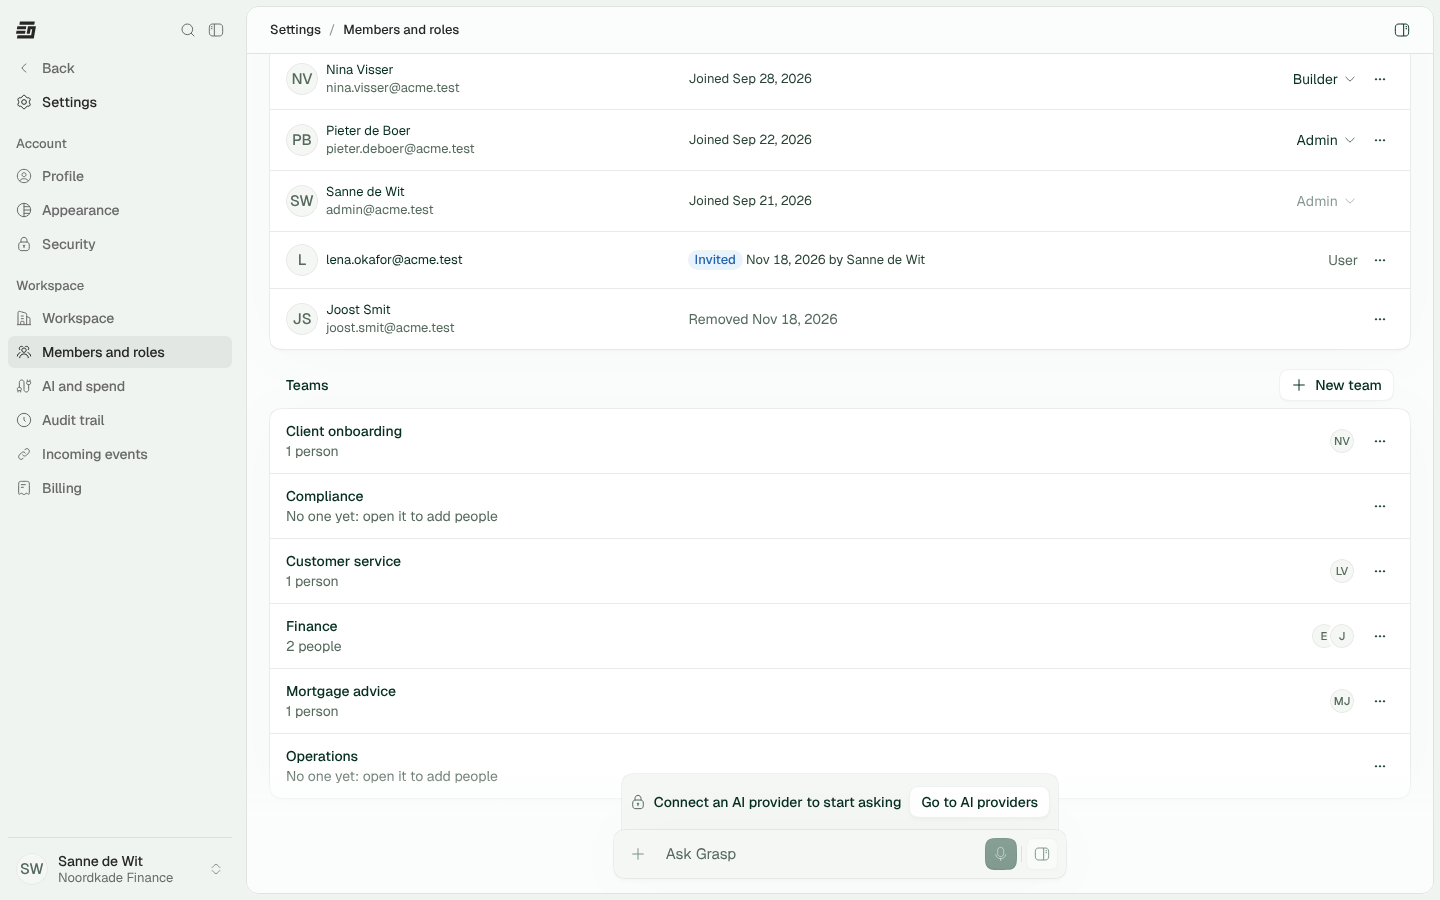 Back
Settings
Account
Profile
Appearance
Security
Workspace
Workspace
Members and roles
AI and spend
Audit trail
Incoming events
Billing
SW
Sanne de Wit
Noordkade Finance
Settings / Members and roles
NV
Nina Visser
nina.visser@acme.test
Joined Sep 28, 2026
Builder
PB
Pieter de Boer
pieter.deboer@acme.test
Joined Sep 22, 2026
Admin
SW
Sanne de Wit
admin@acme.test
Joined Sep 21, 2026
Admin
L
lena.okafor@acme.test
Invited Nov 18, 2026 by Sanne de Wit
User
JS
Joost Smit
joost.smit@acme.test
Removed Nov 18, 2026
Teams
New team
Client onboarding
1 person
NV
Compliance
No one yet: open it to add people
Customer service
1 person
LV
Finance
2 people
E J
Mortgage advice
1 person
MJ
Operations
No one yet: open it to add people
Connect an AI provider to start asking
Go to AI providers
Ask Grasp